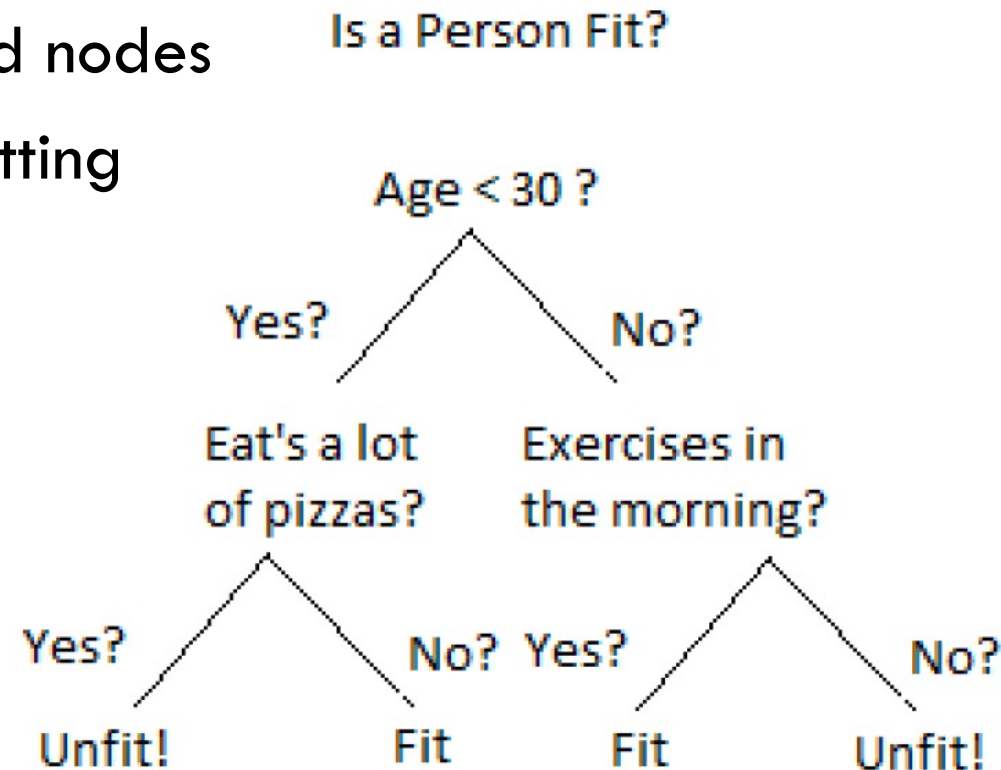 d nodes
tting
Is a Person Fit?
Age < 30 ?
Yes?
No?
Eat's a lot
of pizzas?
Exercises in
the morning?
Yes?
No?
Yes?
No?
Unfit!
Fit
Fit
Unfit!